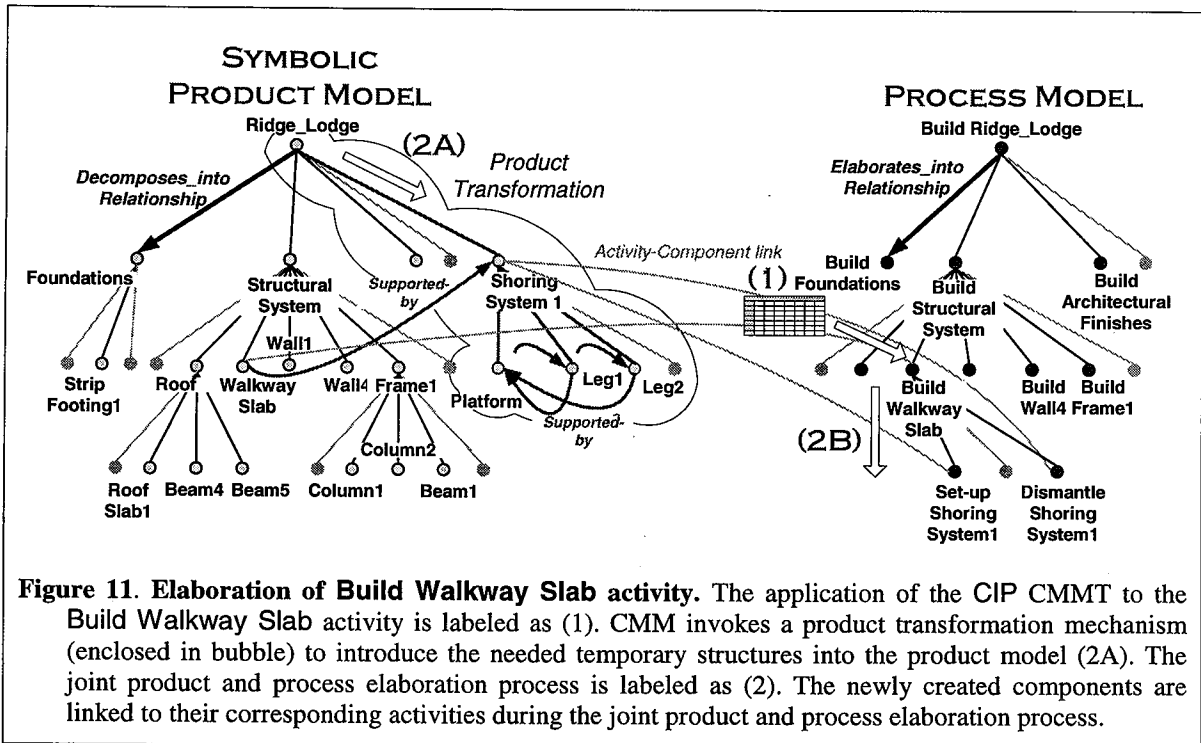 SYMBOLIC
PRODUCT MODEL
Ridge_Lodge
(2A)
Product
Transformation
Decomposes_into
Relationship
Foundations
Structural
System
Supported-
by
Shoring
System 1
Strip
Footing1
Roof
Walkway
Slab
Wall1
Wall4
Frame1
Platform
Leg1
Leg2
Supported-
by
Roof
Slab1
Beam4
Beam5
Column1
Column2
Beam1
Activity-Component link
(1)
PROCESS MODEL
Build Ridge_Lodge
Elaborates_into
Relationship
Build
Foundations
Build
Structural
System
Build
Architectural
Finishes
Build
Walkway
Slab
Build
Wall4
Build
Frame1
(2B)
Set-up
Shoring
System1
Dismantle
Shoring
System1
Figure 11. Elaboration of Build Walkway Slab activity. The application of the CIP CMMT to the
Build Walkway Slab activity is labeled as (1). CMM invokes a product transformation mechanism
(enclosed in bubble) to introduce the needed temporary structures into the product model (2A). The
joint product and process elaboration process is labeled as (2). The newly created components are
linked to their corresponding activities during the joint product and process elaboration process.